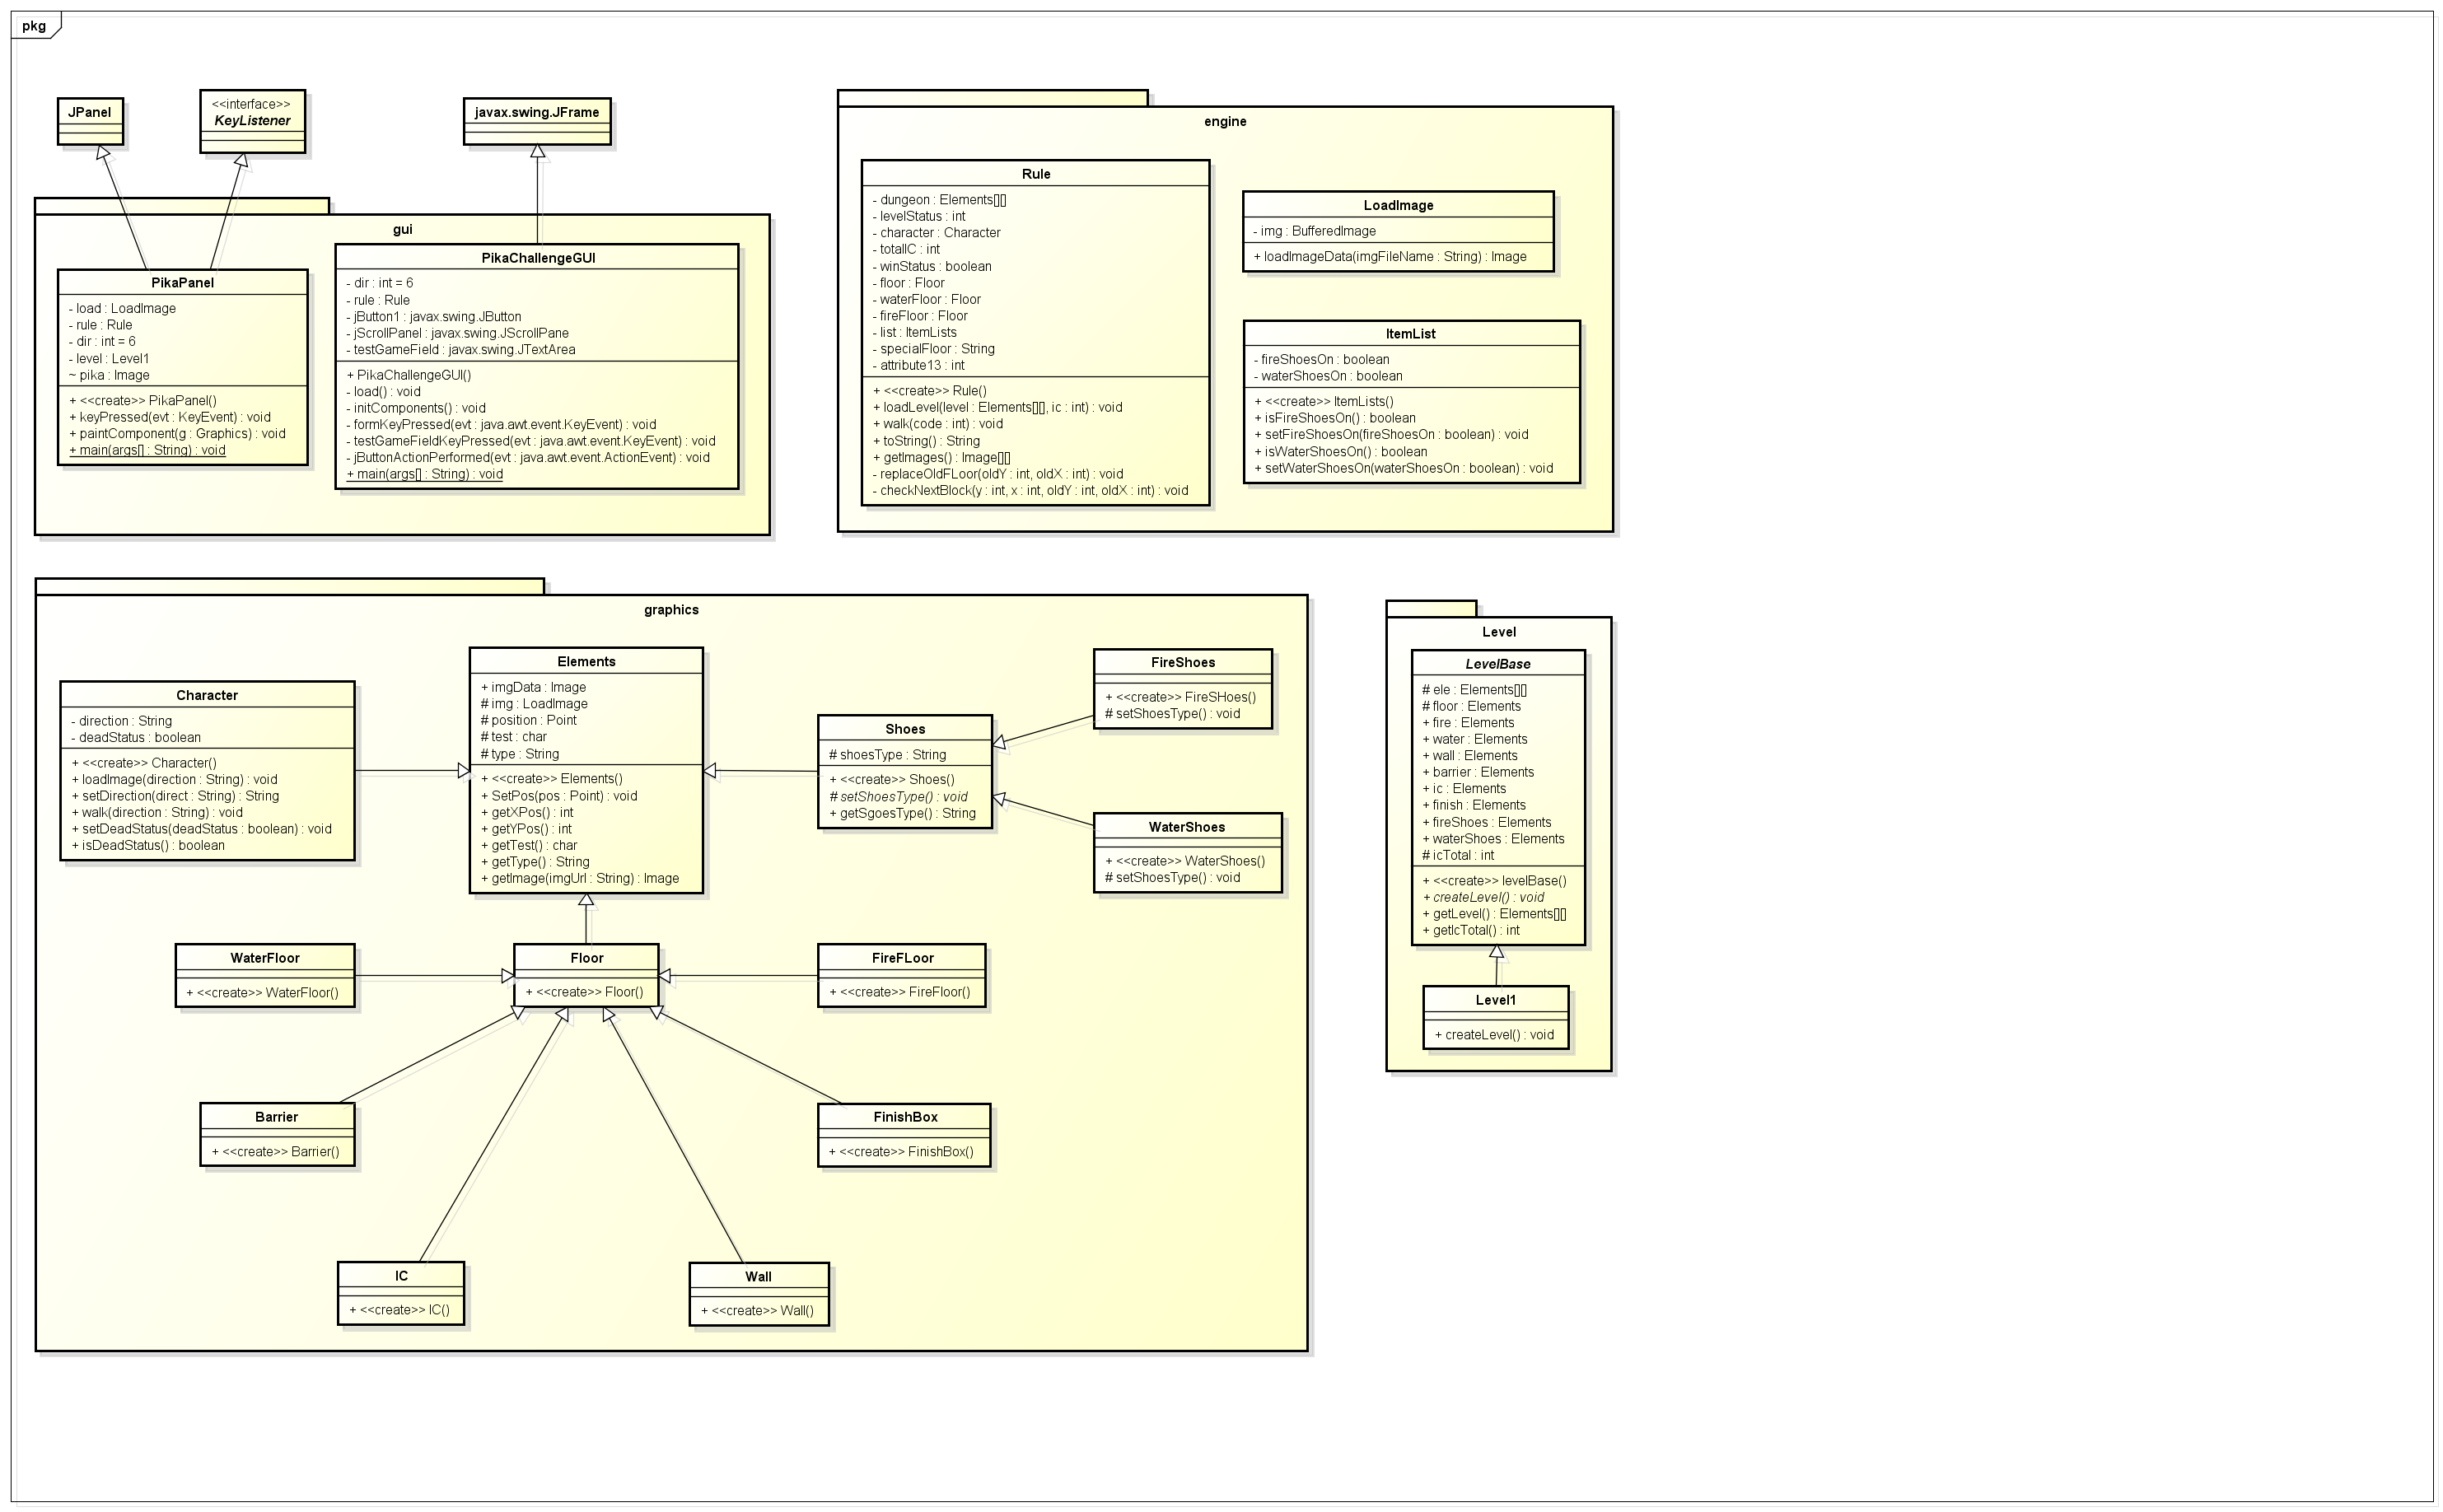 pkg
JPanel
<<interface>>
KeyListener
javax.swing.JFrame
gui
PikaPanel
- load : LoadImage
- rule : Rule
- dir : int = 6
- level : Level1
~ pika : Image
+ <<create>> PikaPanel()
+ keyPressed(evt : KeyEvent) : void
+ paintComponent(g : Graphics) : void
+ main(args[] : String) : void
PikaChallengeGUI
- dir : int = 6
- rule : Rule
- jButton1 : javax.swing.JButton
- jScrollPanel : javax.swing.JScrollPane
- testGameField : javax.swing.JTextArea
+ PikaChallengeGUI()
- load() : void
- initComponents() : void
- formKeyPressed(evt : java.awt.event.KeyEvent) : void
- testGameFieldKeyPressed(evt : java.awt.event.KeyEvent) : void
- jButtonActionPerformed(evt : java.awt.event.ActionEvent) : void
+ main(args[] : String) : void
engine
Rule
- dungeon : Elements[][]
- levelStatus : int
- character : Character
- totalIC : int
- winStatus : boolean
- floor : Floor
- waterFloor : Floor
- fireFloor : Floor
- list : ItemLists
- specialFloor : String
- attribute13 : int
+ <<create>> Rule()
+ loadLevel(level : Elements[][], ic : int) : void
+ walk(code : int) : void
+ toString() : String
+ getImages() : Image[][]
- replaceOldFLoor(oldY : int, oldX : int) : void
- checkNextBlock(y : int, x : int, oldY : int, oldX : int) : void
LoadImage
- img : BufferedImage
+ loadImageData(imgFileName : String) : Image
ItemList
- fireShoesOn : boolean
- waterShoesOn : boolean
+ <<create>> ItemLists()
+ isFireShoesOn() : boolean
+ setFireShoesOn(fireShoesOn : boolean) : void
+ isWaterShoesOn() : boolean
+ setWaterShoesOn(waterShoesOn : boolean) : void
graphics
Character
- direction : String
- deadStatus : boolean
+ <<create>> Character()
+ loadImage(direction : String) : void
+ setDirection(direct : String) : String
+ walk(direction : String) : void
+ setDeadStatus(deadStatus : boolean) : void
+ isDeadStatus() : boolean
Elements
+ imgData : Image
# img : LoadImage
# position : Point
# test : char
# type : String
+ <<create>> Elements()
+ SetPos(pos : Point) : void
+ getXPos() : int
+ getYPos() : int
+ getTest() : char
+ getType() : String
+ getImage(imgUrl : String) : Image
Shoes
# shoesType : String
+ <<create>> Shoes()
# setShoesType() : void
+ getSgoesType() : String
FireShoes
+ <<create>> FireSHoes()
# setShoesType() : void
WaterShoes
+ <<create>> WaterShoes()
# setShoesType() : void
WaterFloor
+ <<create>> WaterFloor()
Floor
+ <<create>> Floor()
FireFLoor
+ <<create>> FireFloor()
Barrier
+ <<create>> Barrier()
FinishBox
+ <<create>> FinishBox()
IC
+ <<create>> IC()
Wall
+ <<create>> Wall()
Level
LevelBase
# ele : Elements[][]
# floor : Elements
+ fire : Elements
+ water : Elements
+ wall : Elements
+ barrier : Elements
+ ic : Elements
+ finish : Elements
+ fireShoes : Elements
+ waterShoes : Elements
# icTotal : int
+ <<create>> levelBase()
+ createLevel() : void
+ getLevel() : Elements[][]
+ getIcTotal() : int
Level1
+ createLevel() : void